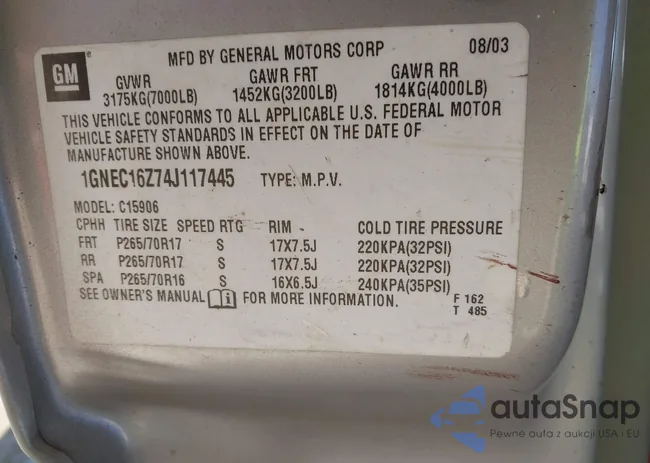 GM
MFD BY GENERAL MOTORS CORP 08/03
GVWR GAWR FRT GAWR RR
3175KG(7000LB) 1452KG(3200LB) 1814KG(4000LB)
THIS VEHICLE CONFORMS TO ALL APPLICABLE U.S. FEDERAL MOTOR
VEHICLE SAFETY STANDARDS IN EFFECT ON THE DATE OF
MANUFACTURE SHOWN ABOVE.
1GNEC16Z74J117445 TYPE: M.P.V.
MODEL: C15906
CPHH TIRE SIZE SPEED RTG RIM COLD TIRE PRESSURE
FRT P265/70R17 S 17X7.5J 220KPA(32PSI)
RR P265/70R17 S 17X7.5J 220KPA(32PSI)
SPA P265/70R16 S 16X6.5J 240KPA(35PSI)
SEE OWNER'S MANUAL FOR MORE INFORMATION. F 162
T 485
autaSnap
Pewne auta z aukcji USA i EU